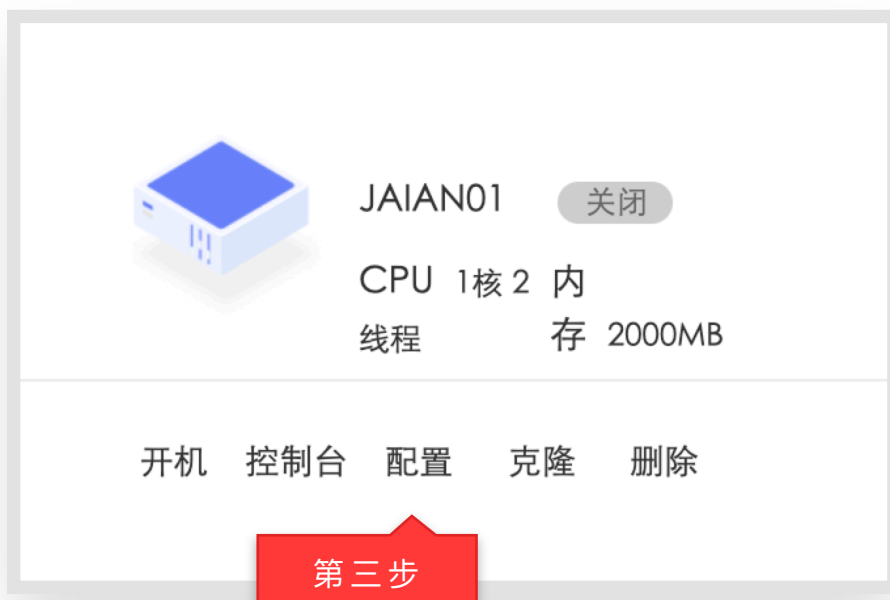 JAIAN01 关闭
CPU 1核 2 内
线程 存 2000MB
开机 控制台 配置 克隆 删除
第三步